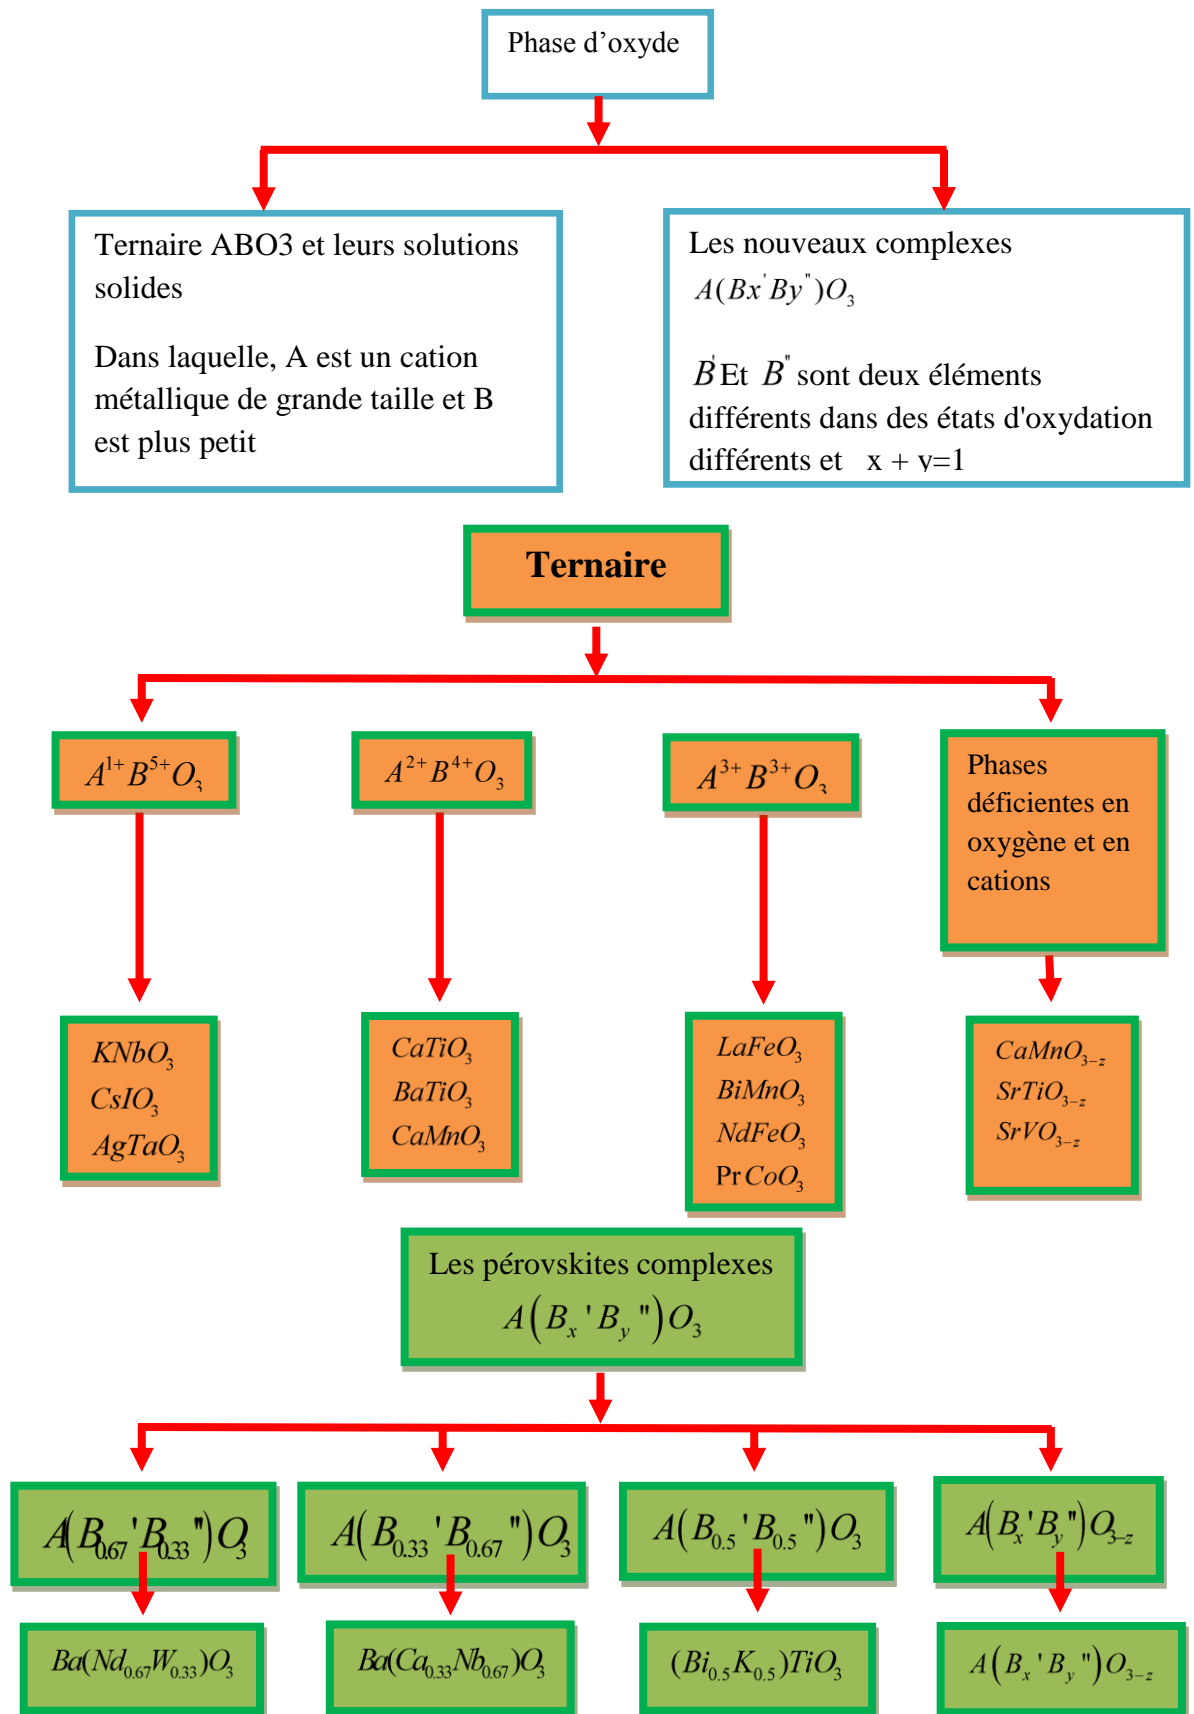 Phase d’oxyde
Ternaire ABO3 et leurs solutions
solides
Dans laquelle, A est un cation
métallique de grande taille et B
est plus petit
Les nouveaux complexes
A(Bx'By")O₃
B' Et B" sont deux éléments
différents dans des états d'oxydation
différents et x + y=1
Ternaire
A¹⁺B⁵⁺O₃
A²⁺B⁴⁺O₃
A³⁺B³⁺O₃
Phases
déficientes en
oxygène et en
cations
KNbO₃
CsIO₃
AgTaO₃
CaTiO₃
BaTiO₃
CaMnO₃
LaFeO₃
BiMnO₃
NdFeO₃
PrCoO₃
CaMnO₃₋z
SrTiO₃₋z
SrVO₃₋z
Les pérovskites complexes
A(Bₓ'By")O₃
A(B₀.₆₇'B₀.₃₃")O₃
A(B₀.₃₃'B₀.₆₇")O₃
A(B₀.₅'B₀.₅")O₃
A(Bₓ'By")O₃₋z
Ba(Nd₀.₆₇W₀.₃₃)O₃
Ba(Ca₀.₃₃Nb₀.₆₇)O₃
(Bi₀.₅K₀.₅)TiO₃
A(Bₓ'By")O₃₋z